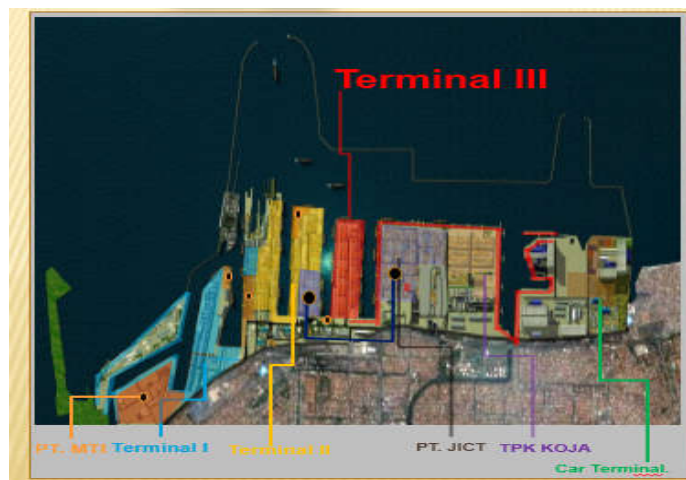 Terminal III
PT. MTI Terminal I Terminal II PT. JICT TPK KOJA
Car Terminal.